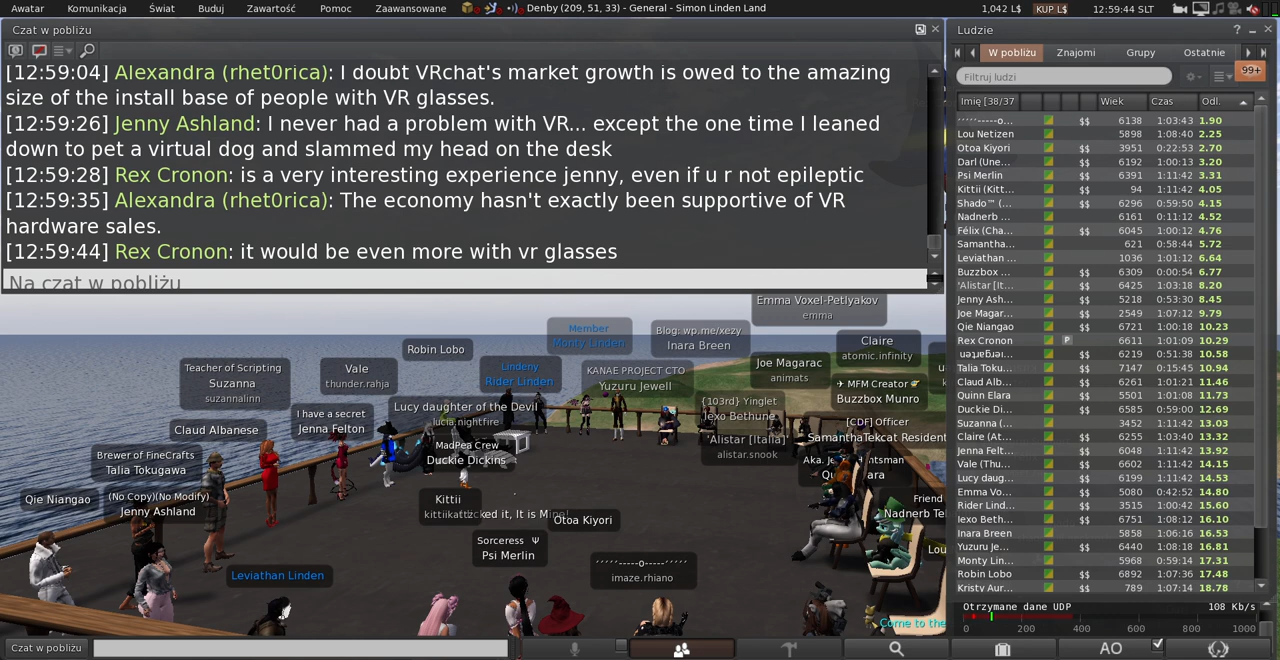 Awatar Komunikacja Świat Buduj Zawartość Pomoc Zaawansowane Denby (209, 51, 33) - General - Simon Linden Land 1,042 L$ KUP L$ 12:59:44 SLT
Czat w pobliżu
[12:59:04] Alexandra (rhet0rica): I doubt VRchat's market growth is owed to the amazing
size of the install base of people with VR glasses.
[12:59:26] Jenny Ashland: I never had a problem with VR... except the one time I leaned
down to pet a virtual dog and slammed my head on the desk
[12:59:28] Rex Cronon: is a very interesting experience jenny, even if u r not epileptic
[12:59:35] Alexandra (rhet0rica): The economy hasn't exactly been supportive of VR
hardware sales.
[12:59:44] Rex Cronon: it would be even more with vr glasses
Na czat w pobliżu
Emma Voxel-Petlyakov
emma
Member
Monty Linden
Blog: wp.me/xezy
Inara Breen
Claire
atomic.infinity
Robin Lobo
Teacher of Scripting
Suzanna
suzannalinn
Vale
thunder.rahja
Lindeny
Rider Linden
KANAE PROJECT CTO
Yuzuru Jewell
Joe Magarac
animats
✈ MFM Creator
Buzzbox Munro
Lucy daughter of the Devil
lucia.nightfire
I have a secret
Jenna Felton
{103rd} Yinglet
Iexo Bethune
Claud Albanese
[CDF] Officer
SamanthaTekcat Resident
'Alistar [Italia]'
alistar.snook
MadPea Crew
Duckie Dickins
Brewer of FineCrafts
Talia Tokugawa
Qie Niangao
(No Copy)(No Modify)
Jenny Ashland
Kittii
Otoa Kiyori
Friend
Sorceress Ψ
Psi Merlin
Leviathan Linden
ˊˊˊˊˊ-----o-----ˊˊˊˊˊ
imaze.rhiano
Come to the
Czat w pobliżu
Ludzie
W pobliżu Znajomi Grupy Ostatnie
Filtruj ludzi
99+
Imię [38/37 Wiek Czas Odl.
ˊˊˊˊˊ-----o... $$ 6138 1:03:43 1.90
Lou Netizen 5898 1:08:40 2.25
Otoa Kiyori $$ 3951 0:22:53 2.70
Darl (Une... $$ 6192 1:00:13 3.20
Psi Merlin $$ 6391 1:11:42 3.31
Kittii (Kitt... $$ 94 1:11:42 4.05
Shado™ (... $$ 6296 0:59:50 4.15
Nadnerb ... 6161 0:11:12 4.52
Félix (Cha... $$ 6045 1:00:12 4.76
Samantha... 621 0:58:44 5.72
Leviathan ... 1036 1:01:12 6.64
Buzzbox ... $$ 6309 0:00:54 6.77
'Alistar [It... $$ 6425 1:03:18 8.20
Jenny Ash... $$ 5218 0:53:30 8.45
Joe Magar... $$ 2549 1:07:12 9.79
Qie Niangao $$ 6721 1:00:18 10.23
Rex Cronon P 6611 1:01:09 10.29
$$ 6219 0:51:38 10.58
Talia Toku... $$ 7147 0:15:45 10.94
Claud Alb... $$ 6261 1:01:21 11.46
Quinn Elara $$ 5501 1:01:08 11.73
Duckie Di... $$ 6585 0:59:00 12.69
Suzanna (... $$ 3452 1:11:42 13.03
Claire (At... $$ 6255 1:03:40 13.32
Jenna Felt... $$ 6048 1:11:42 13.92
Vale (Thu... $$ 6602 1:11:42 14.15
Lucy daug... $$ 6199 1:11:42 14.53
Emma Vo... $$ 5080 0:42:52 14.80
Rider Lind... $$ 3515 1:00:42 15.60
Iexo Beth... $$ 6751 1:08:12 16.10
Inara Breen 5858 1:06:16 16.53
Yuzuru Je... $$ 6440 1:08:18 16.81
Monty Lin... 5968 0:59:14 17.31
Robin Lobo $$ 6892 1:07:36 17.48
Kristy Aur... $$ 789 1:07:14 18.78
Otrzymane dane UDP 108 Kb/s
0 200 400 600 800 1000
AO